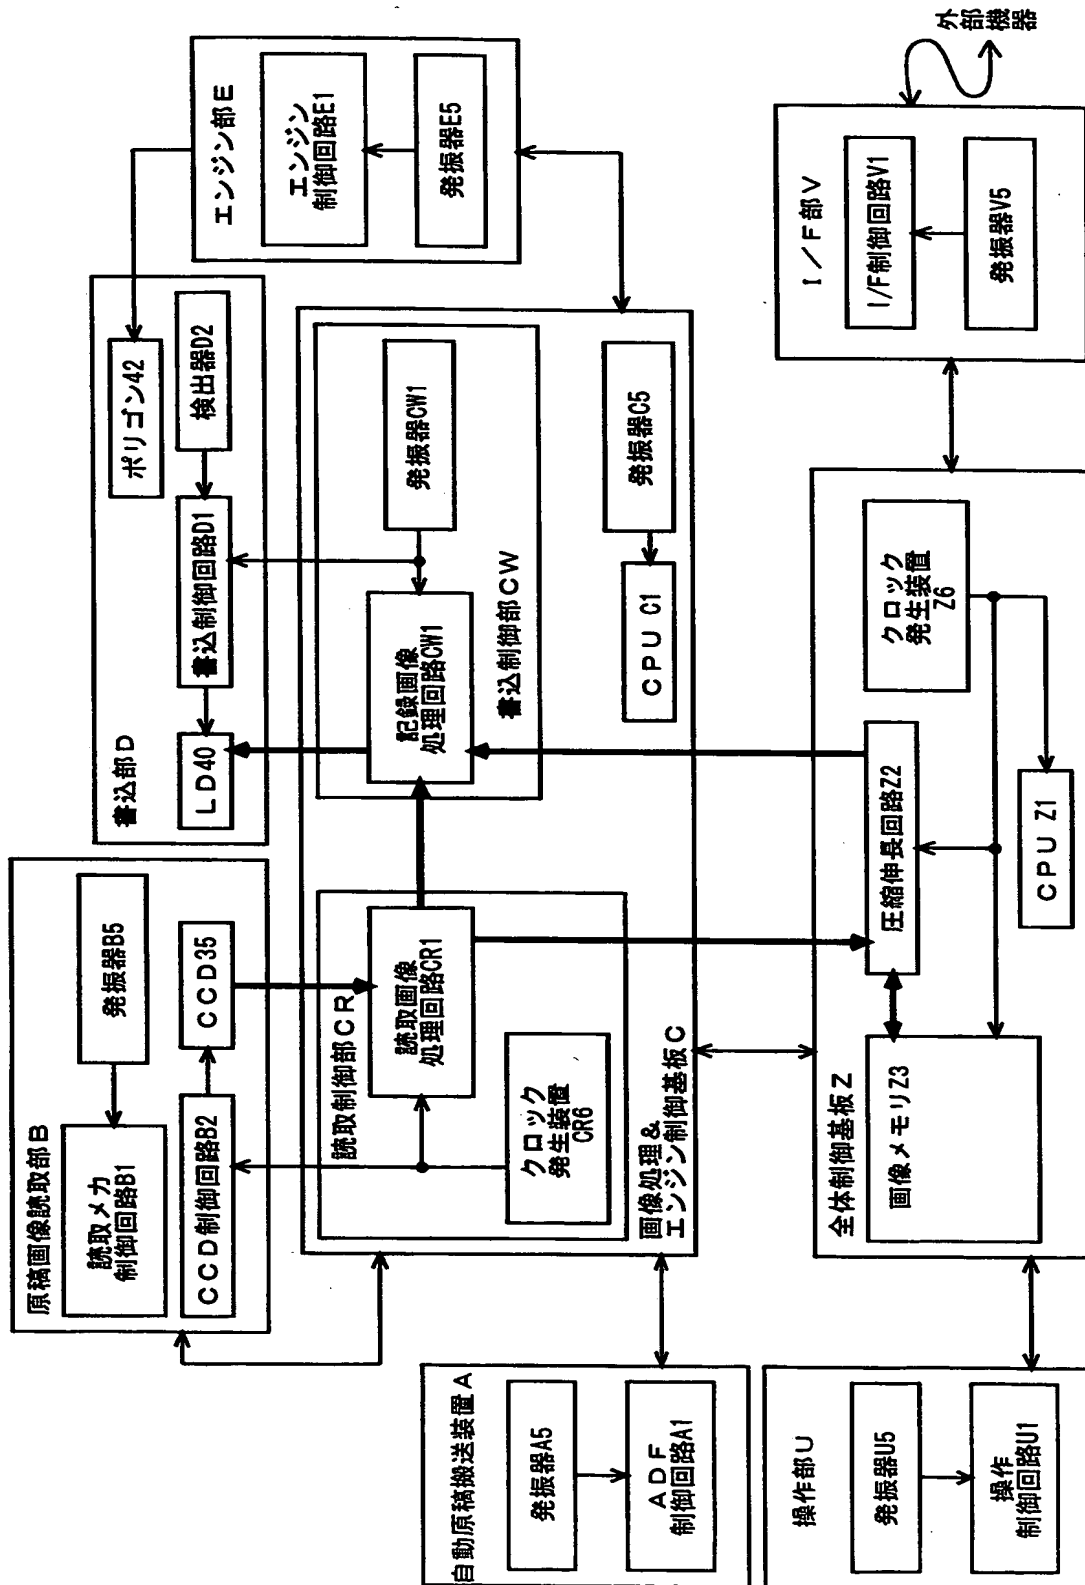 原稿画像読取部B
読取メカ
制御回路B1
発振器B5
CCD制御回路B2
CCD35
書込部D
LD40
書込制御回路D1
検出器D2
ポリゴン42
エンジン部E
エンジン
制御回路E1
発振器E5
読取制御部CR
読取画像
処理回路CR1
クロック
発生装置
CR6
記録画像
処理回路CW1
発振器CW1
書込制御部CW
CPU C1
発振器C5
画像処理&
エンジン制御基板C
自動原稿搬送装置A
発振器A5
ADF
制御回路A1
全体制御基板Z
画像メモリZ3
圧縮伸長回路Z2
クロック
発生装置
Z6
CPU Z1
I/F部V
I/F制御回路V1
発振器V5
外部
機器
操作部U
発振器U5
操作
制御回路U1